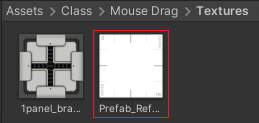 Assets > Class > Mouse Drag > Textures
1panel_bra...
Prefab_Ref...